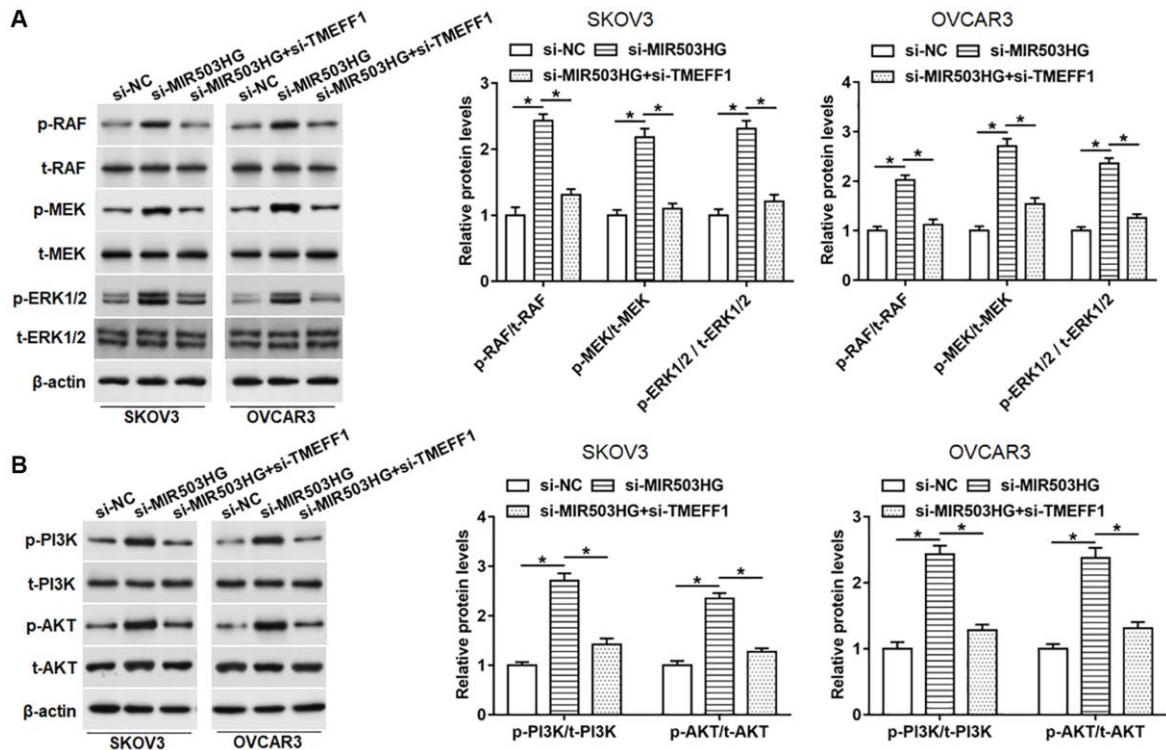 A
si-NC si-MIR503HG si-MIR503HG+si-TMEFF1 si-NC si-MIR503HG si-MIR503HG+si-TMEFF1
p-RAF
t-RAF
p-MEK
t-MEK
p-ERK1/2
t-ERK1/2
β-actin
SKOV3 OVCAR3
SKOV3
si-NC si-MIR503HG
si-MIR503HG+si-TMEFF1
Relative protein levels
3
2
1
0
* * * * * *
p-RAF/t-RAF
p-MEK/t-MEK
p-ERK1/2 / t-ERK1/2
OVCAR3
si-NC si-MIR503HG
si-MIR503HG+si-TMEFF1
Relative protein levels
4
3
2
1
0
* * * * * *
p-RAF/t-RAF
p-MEK/t-MEK
p-ERK1/2 / t-ERK1/2
B
si-NC si-MIR503HG si-MIR503HG+si-TMEFF1 si-NC si-MIR503HG si-MIR503HG+si-TMEFF1
p-PI3K
t-PI3K
p-AKT
t-AKT
β-actin
SKOV3 OVCAR3
SKOV3
si-NC si-MIR503HG
si-MIR503HG+si-TMEFF1
Relative protein levels
4
3
2
1
0
* * * *
p-PI3K/t-PI3K p-AKT/t-AKT
OVCAR3
si-NC si-MIR503HG
si-MIR503HG+si-TMEFF1
Relative protein levels
3
2
1
0
* * * *
p-PI3K/t-PI3K p-AKT/t-AKT